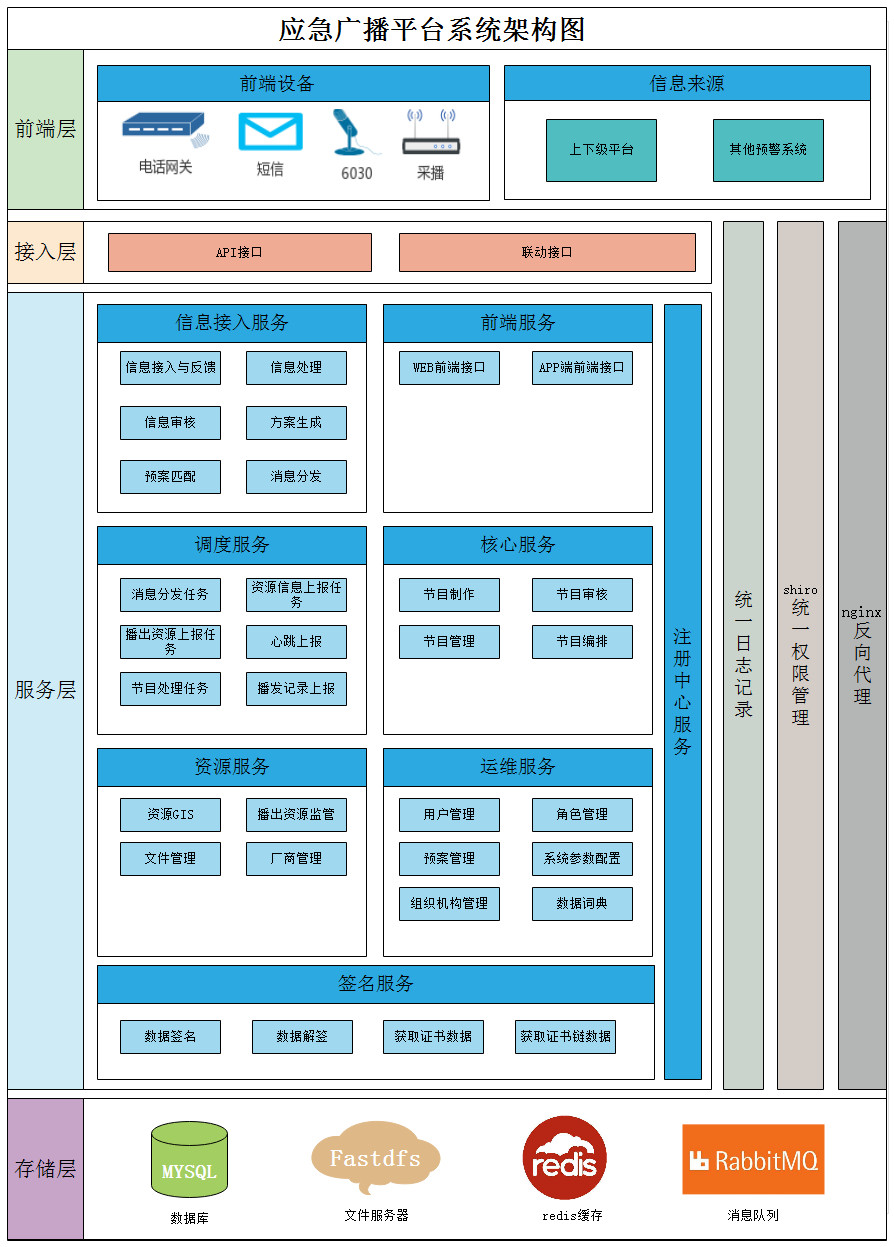 应急广播平台系统架构图
前端层
前端设备
电话网关
短信
6030
采播
信息来源
上下级平台
其他预警系统
接入层
API接口
联动接口
服务层
信息接入服务
信息接入与反馈
信息处理
信息审核
方案生成
预案匹配
消息分发
前端服务
WEB前端接口
APP端前端接口
调度服务
消息分发任务
资源信息上报任
务
播出资源上报任
务
心跳上报
节目处理任务
播发记录上报
核心服务
节目制作
节目审核
节目管理
节目编排
资源服务
资源GIS
播出资源监管
文件管理
厂商管理
运维服务
用户管理
角色管理
预案管理
系统参数配置
组织机构管理
数据词典
签名服务
数据签名
数据解签
获取证书数据
获取证书链数据
注册中心服务
统一日志记录
shiro
统一权限管理
nginx
反向代理
存储层
MYSQL
数据库
Fastdfs
文件服务器
redis
redis缓存
RabbitMQ
消息队列